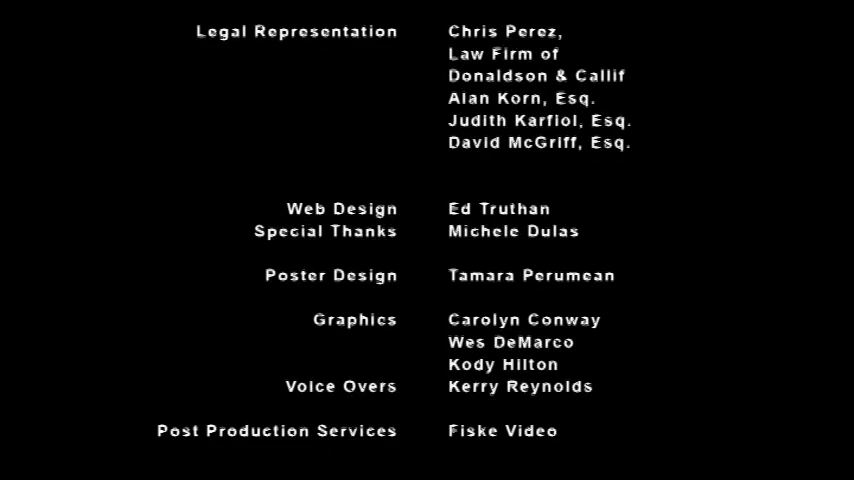 Legal Representation Chris Perez,
Law Firm of
Donaldson & Callif
Alan Korn, Esq.
Judith Karfiol, Esq.
David McGriff, Esq.
Web Design Ed Truthan
Special Thanks Michele Dulas
Poster Design Tamara Perumean
Graphics Carolyn Conway
Wes DeMarco
Kody Hilton
Voice Overs Kerry Reynolds
Post Production Services Fiske Video